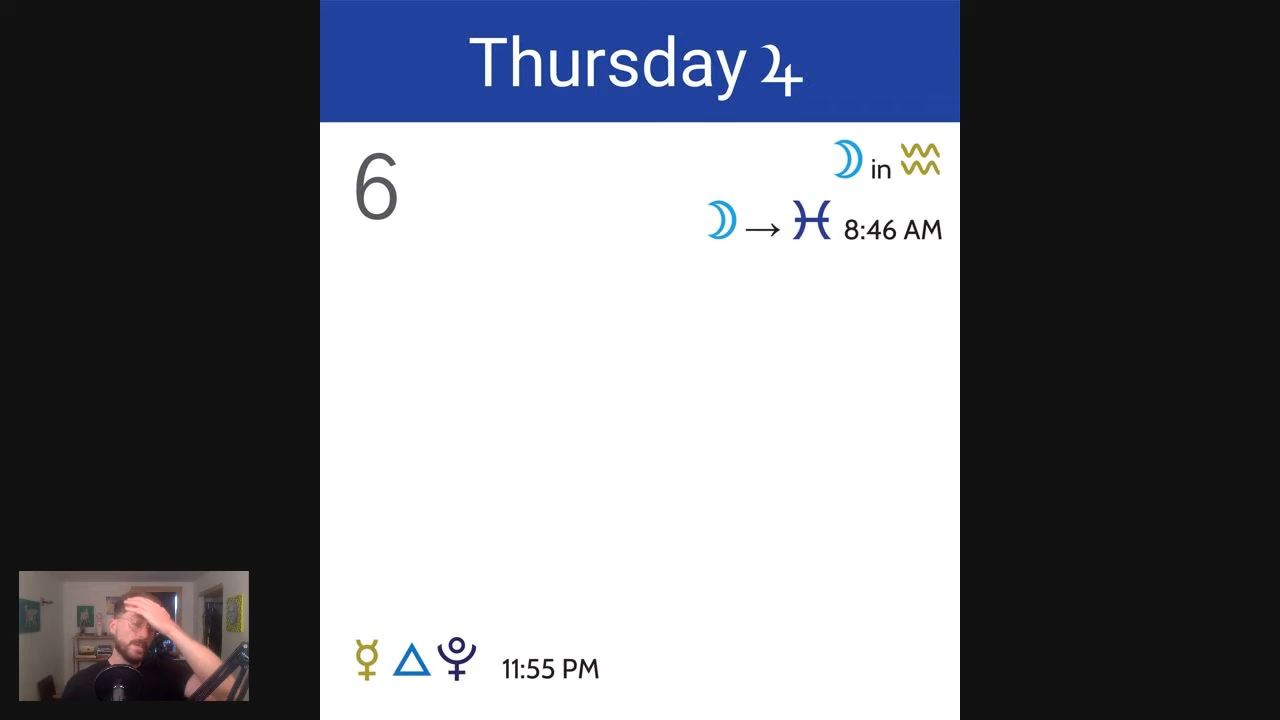 Thursday ♃
6
☽ in ♒
☽ → ♓ 8:46 AM
☿ △ ⯓ 11:55 PM